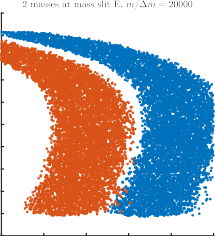 2 masses at mass slit E, m/Δm = 20000